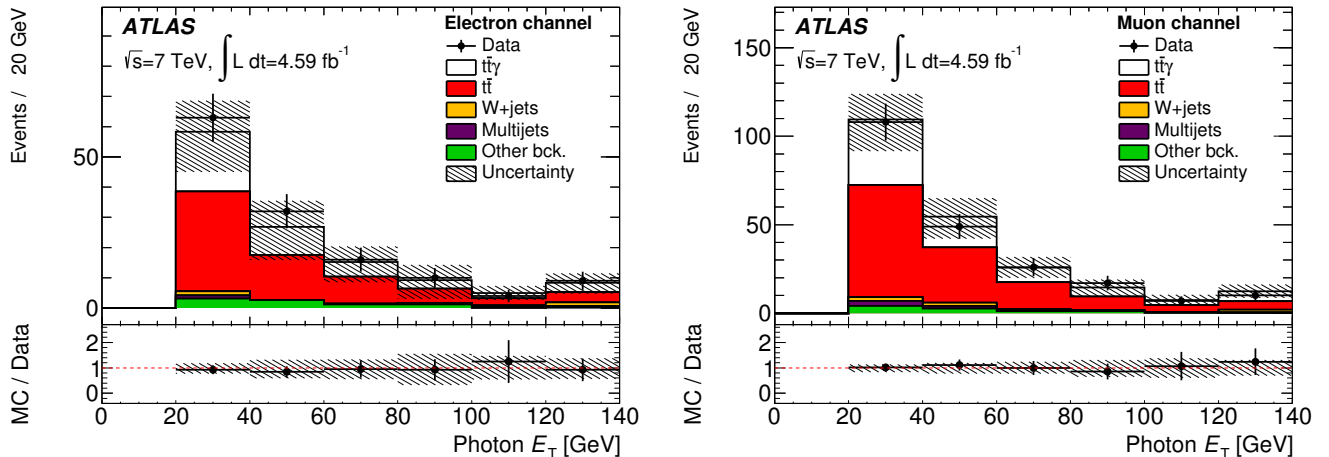 ATLAS
√s=7 TeV, ∫ L dt=4.59 fb⁻¹
Electron channel
Data
tt̄γ
tt̄
W+jets
Multijets
Other bck.
Uncertainty
Events / 20 GeV
50
0
MC / Data
2
1
0
0 20 40 60 80 100 120 140
Photon E_T [GeV]
ATLAS
√s=7 TeV, ∫ L dt=4.59 fb⁻¹
Muon channel
Data
tt̄γ
tt̄
W+jets
Multijets
Other bck.
Uncertainty
Events / 20 GeV
150
100
50
0
MC / Data
2
1
0
0 20 40 60 80 100 120 140
Photon E_T [GeV]